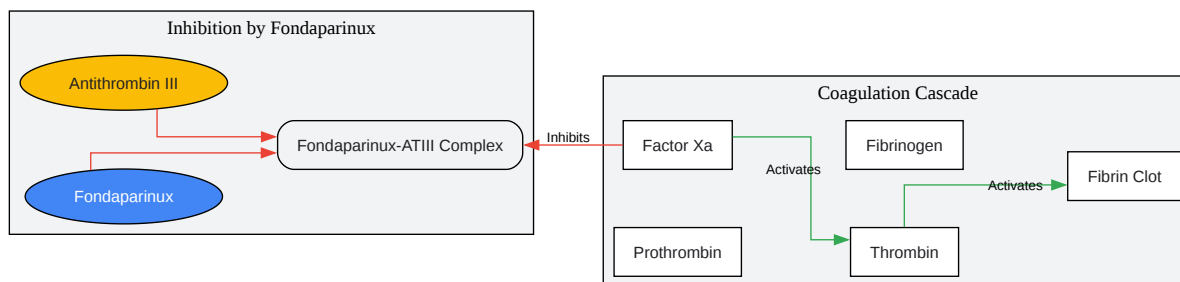 Inhibition by Fondaparinux
Antithrombin III
Fondaparinux-ATIII Complex
Fondaparinux
Inhibits
Coagulation Cascade
Factor Xa
Fibrinogen
Activates
Activates
Fibrin Clot
Prothrombin
Thrombin